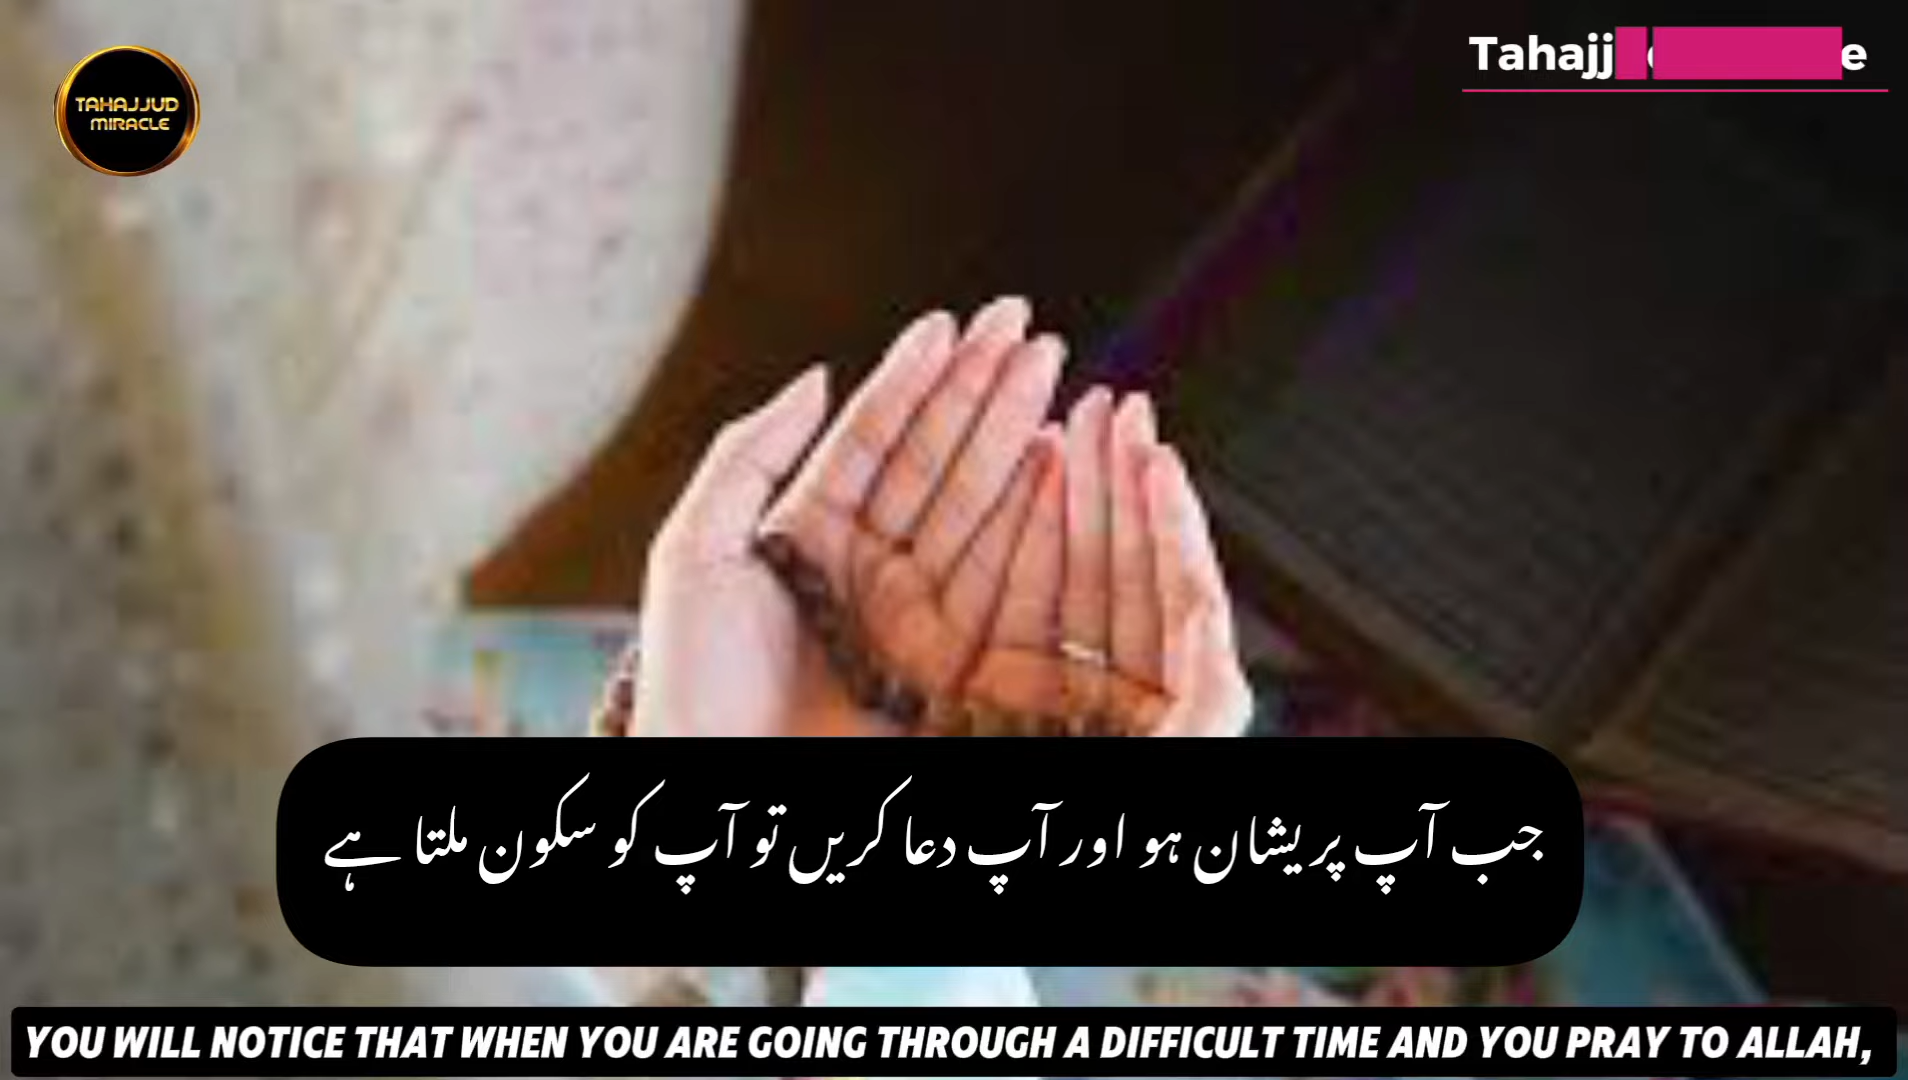 TAHAJJUD
MIRACLE
جب آپ پریشان ہو اور آپ دعا کریں تو آپ کو سکون ملتا ہے
YOU WILL NOTICE THAT WHEN YOU ARE GOING THROUGH A DIFFICULT TIME AND YOU PRAY TO ALLAH,